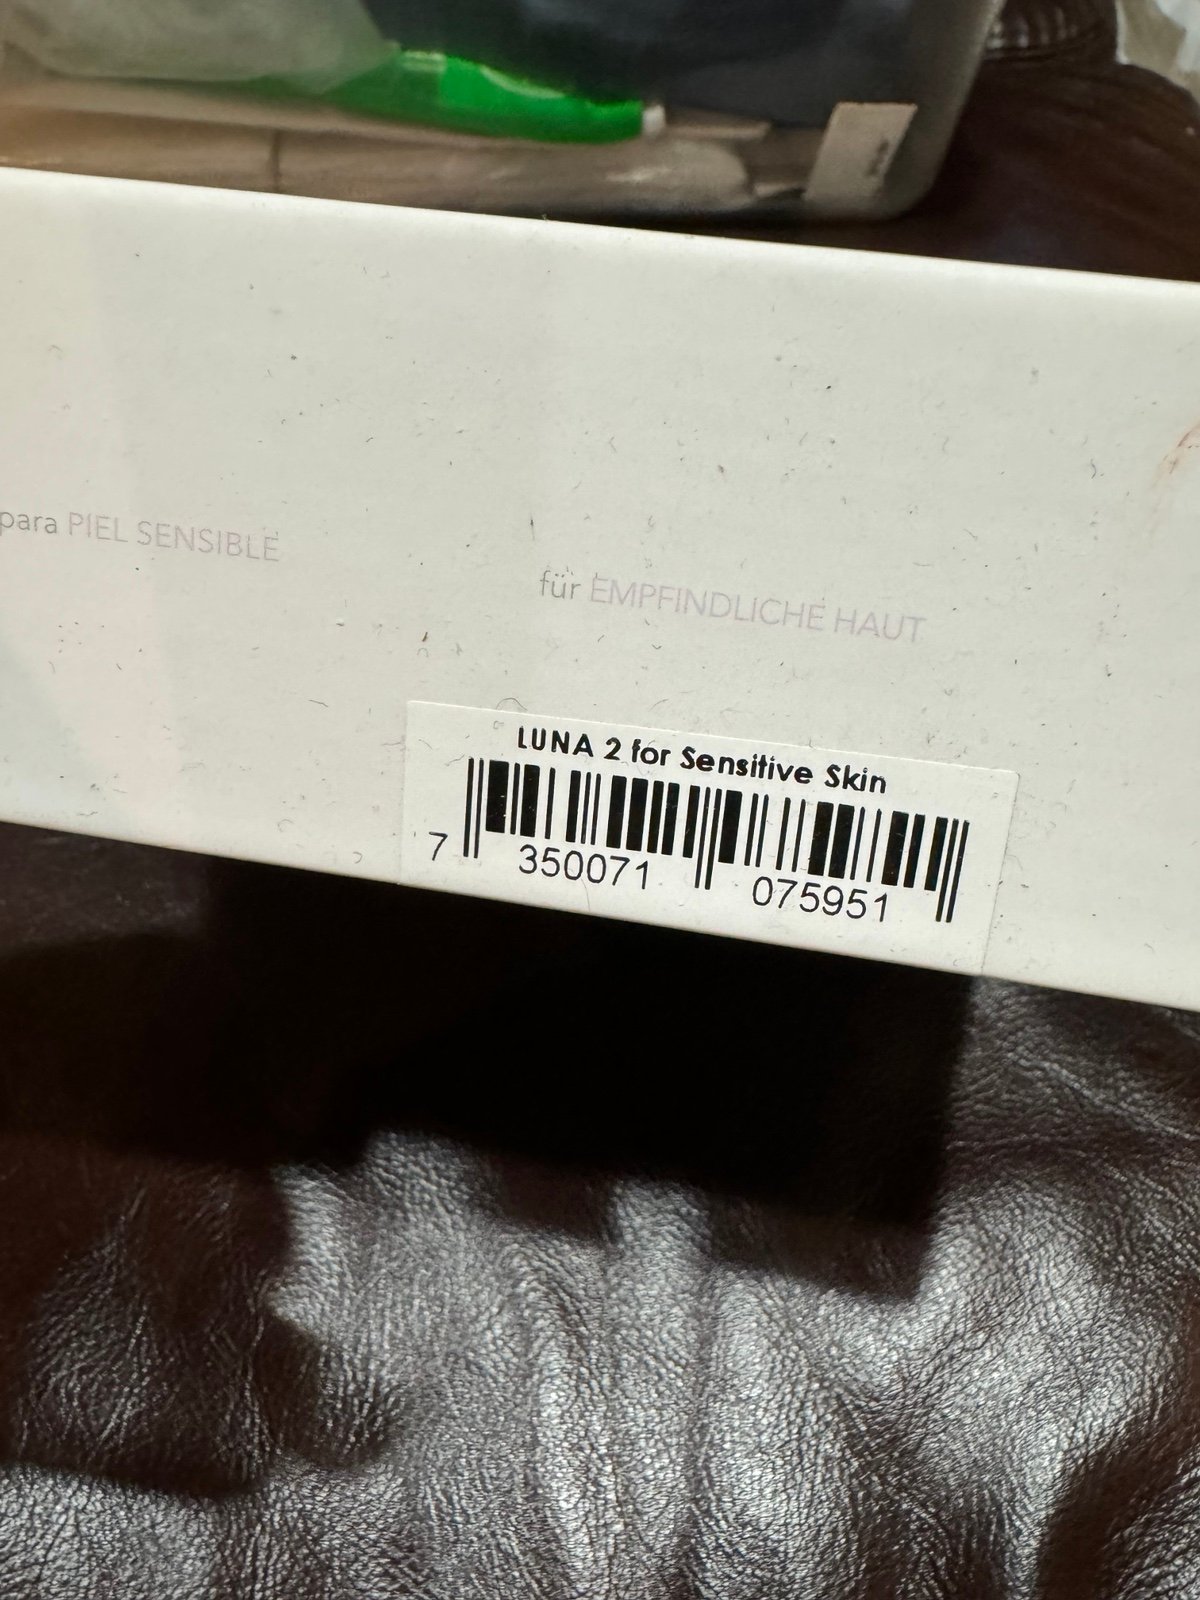 para PIEL SENSIBLE
für EMPFINDLICHE HAUT
LUNA 2 for Sensitive Skin
7 350071 075951